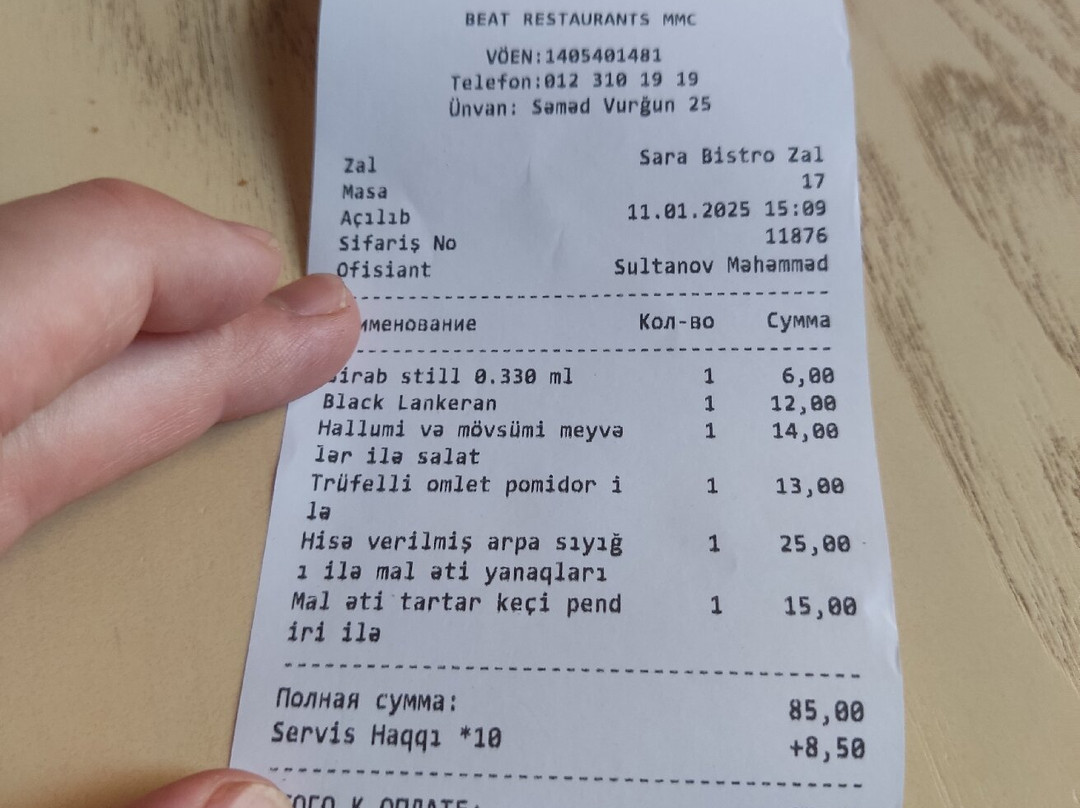 BEAT RESTAURANTS MMC
VÖEN:1405401481
Telefon:012 310 19 19
Ünvan: Səməd Vurğun 25
Zal Sara Bistro Zal
Masa 17
Açılıb 11.01.2025 15:09
Sifariş No 11876
Ofisiant Sultanov Məhəmməd
Кол-во Сумма
still 0.330 ml 1 6,00
Black Lankeran 1 12,00
Hallumi və mövsümi meyvə 1 14,00
lər ilə salat
Trüfelli omlet pomidor i 1 13,00
lə
Hisə verilmiş arpa sıyığ 1 25,00
ı ilə mal əti yanaqları
Mal əti tartar keçi pend 1 15,00
iri ilə
Полная сумма: 85,00
Servis Haqqı *10 +8,50
К ОПЛАТЕ: